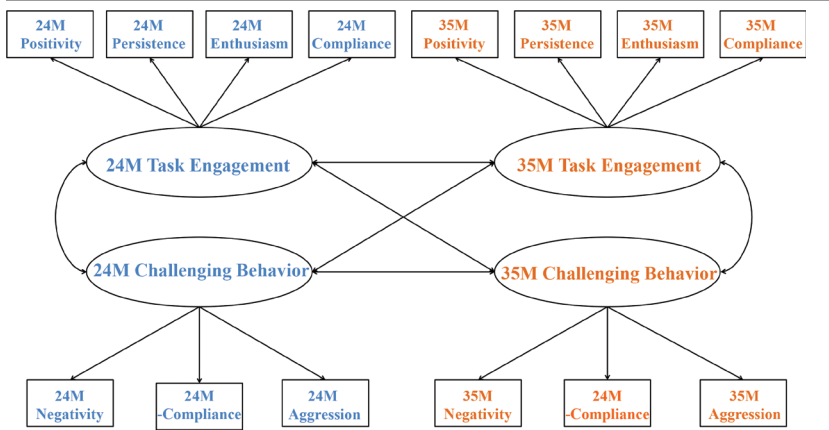 24M
Positivity
24M
Persistence
24M
Enthusiasm
24M
Compliance
35M
Positivity
35M
Persistence
35M
Enthusiasm
35M
Compliance
24M Task Engagement
35M Task Engagement
24M Challenging Behavior
35M Challenging Behavior
24M
Negativity
24M
-Compliance
24M
Aggression
35M
Negativity
24M
-Compliance
35M
Aggression